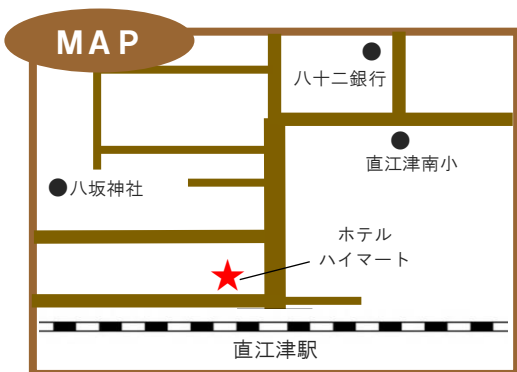 MAP
八十二銀行
直江津南小
八坂神社
ホテル
ハイマート
直江津駅